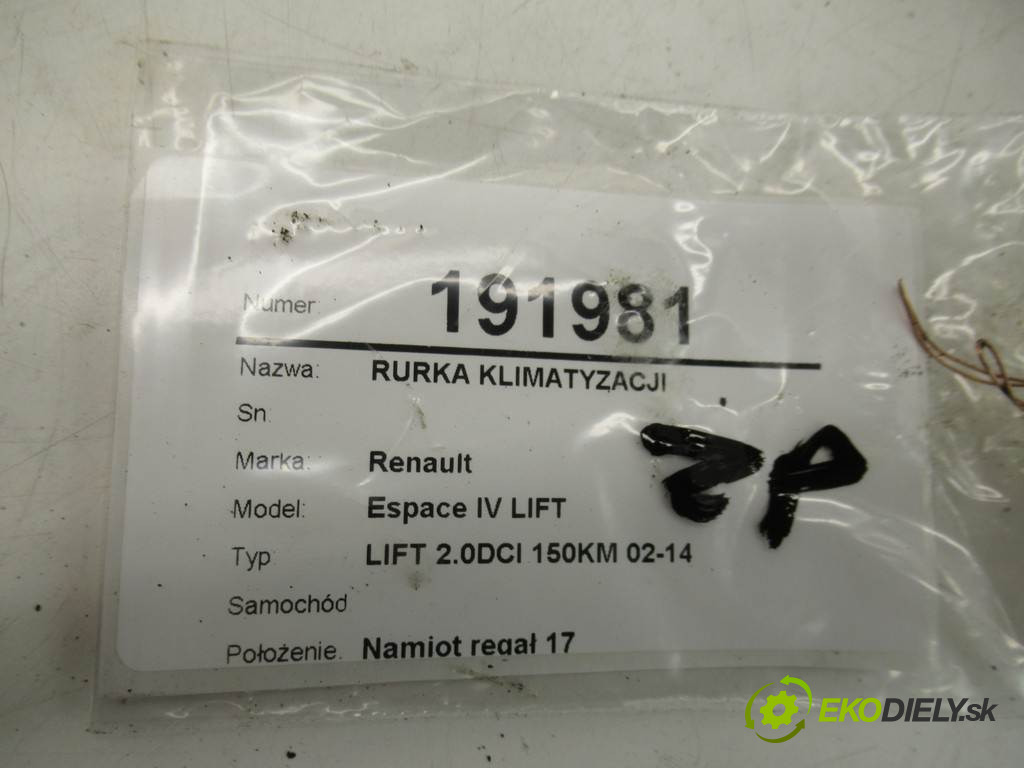 Numer: 191981
Nazwa: RURKA KLIMATYZACJI
Sn:
ZP
Marka: Renault
Model: Espace IV LIFT
Typ LIFT 2.0DCI 150KM 02-14
Samochód
Położenie. Namiot regał 17
EKODIELY.sk